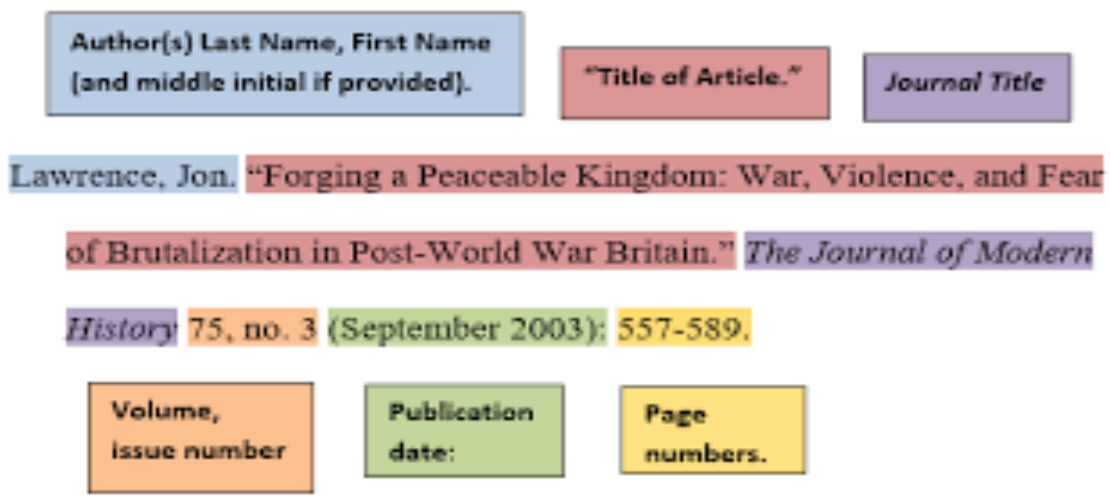 Author(s) Last Name, First Name
(and middle initial if provided).
“Title of Article.”
Journal Title
Lawrence, Jon. “Forging a Peaceable Kingdom: War, Violence, and Fear
of Brutalization in Post-World War Britain.” The Journal of Modern
History 75, no. 3 (September 2003): 557-589.
Volume,
issue number
Publication
date:
Page
numbers.